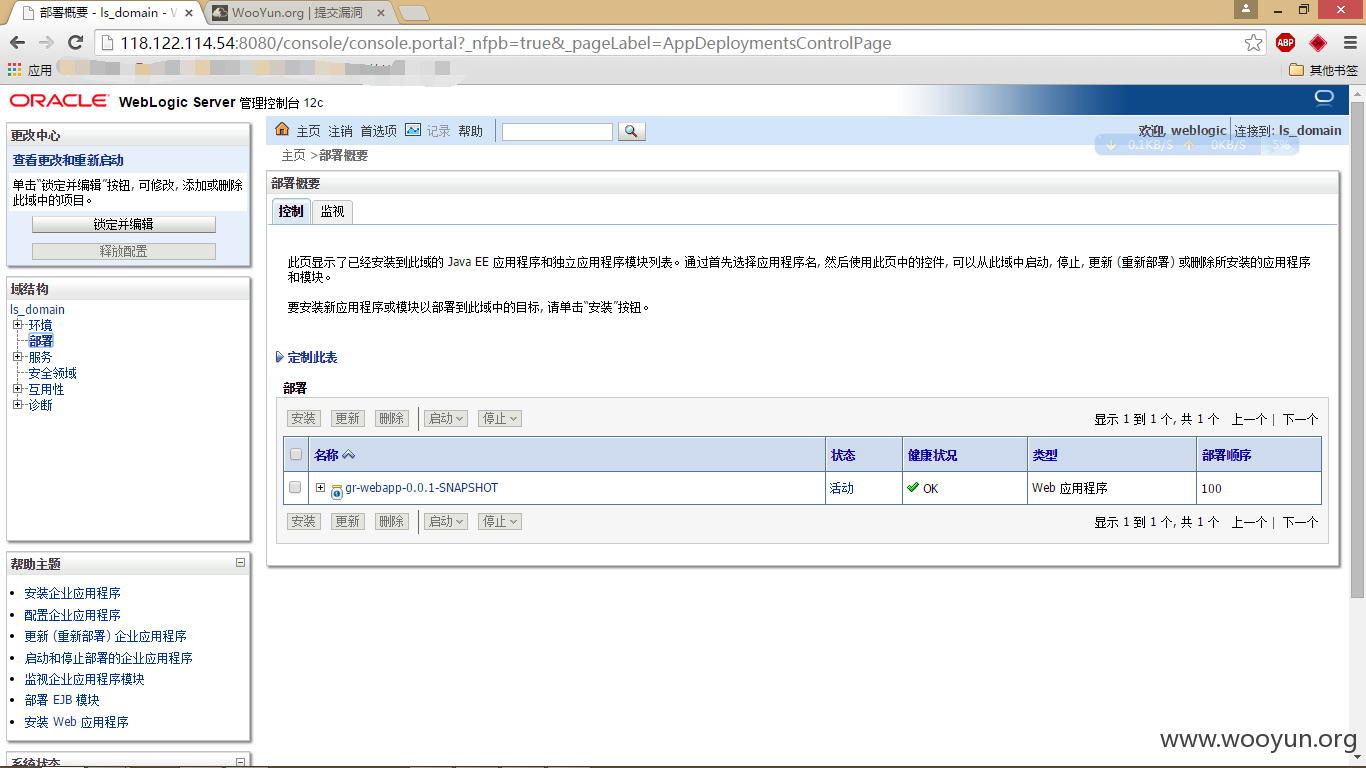 部署概要 - ls_domain - W
WooYun.org | 提交漏洞
118.122.114.54:8080/console/console.portal?_nfpb=true&_pageLabel=AppDeploymentsControlPage
ABP
应用
其他书签
ORACLE WebLogic Server 管理控制台 12c
更改中心
查看更改和重新启动
单击“锁定并编辑”按钮, 可修改, 添加或删除
此域中的项目。
锁定并编辑
释放配置
域结构
ls_domain
环境
部署
服务
安全领域
互用性
诊断
帮助主题
安装企业应用程序
配置企业应用程序
更新 (重新部署) 企业应用程序
启动和停止部署的企业应用程序
监视企业应用程序模块
部署 EJB 模块
安装 Web 应用程序
系统状态
主页 注销 首选项 记录 帮助
欢迎, weblogic 连接到: ls_domain
0.1KB/S 0KB/S 5%
主页 >部署概要
部署概要
控制 监视
此页显示了已经安装到此域的 Java EE 应用程序和独立应用程序模块列表。通过首先选择应用程序名, 然后使用此页中的控件, 可以从此域中启动, 停止, 更新 (重新部署) 或删除所安装的应用程序
和模块。
要安装新应用程序或模块以部署到此域中的目标, 请单击“安装”按钮。
定制此表
部署
安装 更新 删除 启动 停止 显示 1 到 1 个, 共 1 个 上一个 | 下一个
名称 状态 健康状况 类型 部署顺序
gr-webapp-0.0.1-SNAPSHOT 活动 OK Web 应用程序 100
安装 更新 删除 启动 停止 显示 1 到 1 个, 共 1 个 上一个 | 下一个
www.wooyun.org